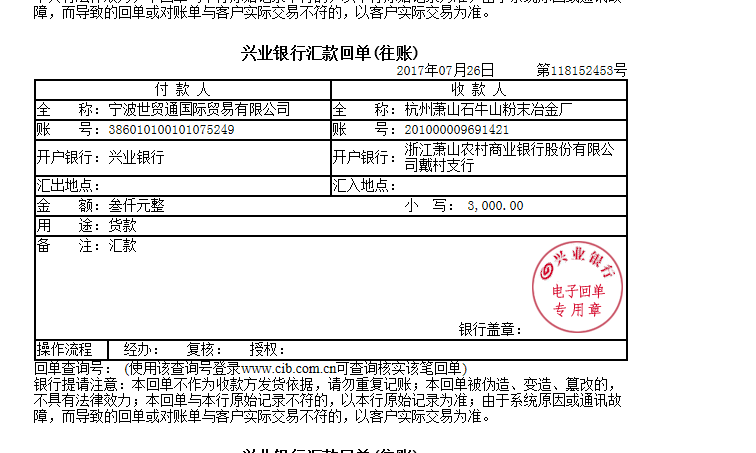 障，而导致的回单或对账单与客户实际交易不符的，以客户实际交易为准。
兴业银行汇款回单(往账)
2017年07月26日 第118152453号
付 款 人 收 款 人
全 称：宁波世贸通国际贸易有限公司 全 称：杭州萧山石牛山粉末冶金厂
账 号：386010100101075249 账 号：201000009691421
开户银行：兴业银行 开户银行：浙江萧山农村商业银行股份有限公
司戴村支行
汇出地点： 汇入地点：
金 额：叁仟元整 小 写： 3,000.00
用 途：货款
备 注：汇款
兴业银行
电子回单
专用章
银行盖章：
操作流程 经办： 复核： 授权：
回单查询号： (使用该查询号登录www.cib.com.cn可查询核实该笔回单)
银行提请注意：本回单不作为收款方发货依据，请勿重复记账；本回单被伪造、变造、篡改的，
不具有法律效力；本回单与本行原始记录不符的，以本行原始记录为准；由于系统原因或通讯故
障，而导致的回单或对账单与客户实际交易不符的，以客户实际交易为准。
兴业银行汇款回单(往账)